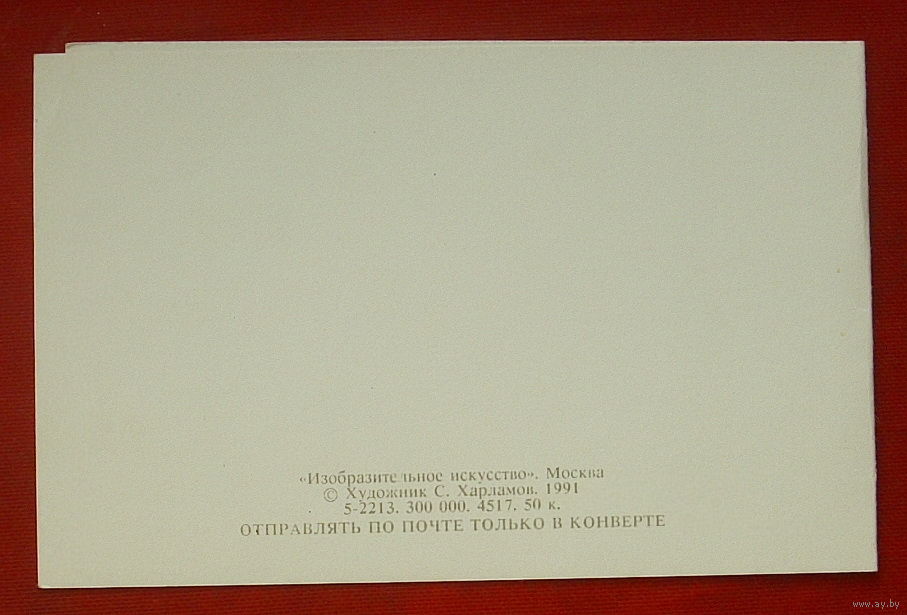 «Изобразительное искусство». Москва
© Художник С. Харламов. 1991
5-2213. 300 000. 4517. 50 к.
ОТПРАВЛЯТЬ ПО ПОЧТЕ ТОЛЬКО В КОНВЕРТЕ
www.ay.by